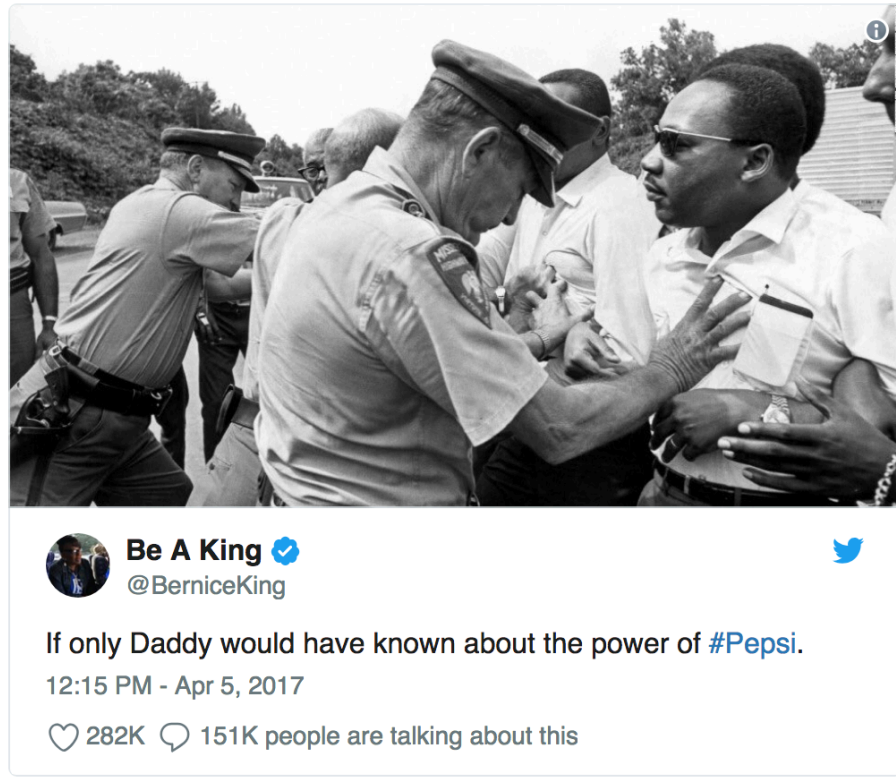 Be A King
@BerniceKing
If only Daddy would have known about the power of #Pepsi.
12:15 PM - Apr 5, 2017
282K 151K people are talking about this